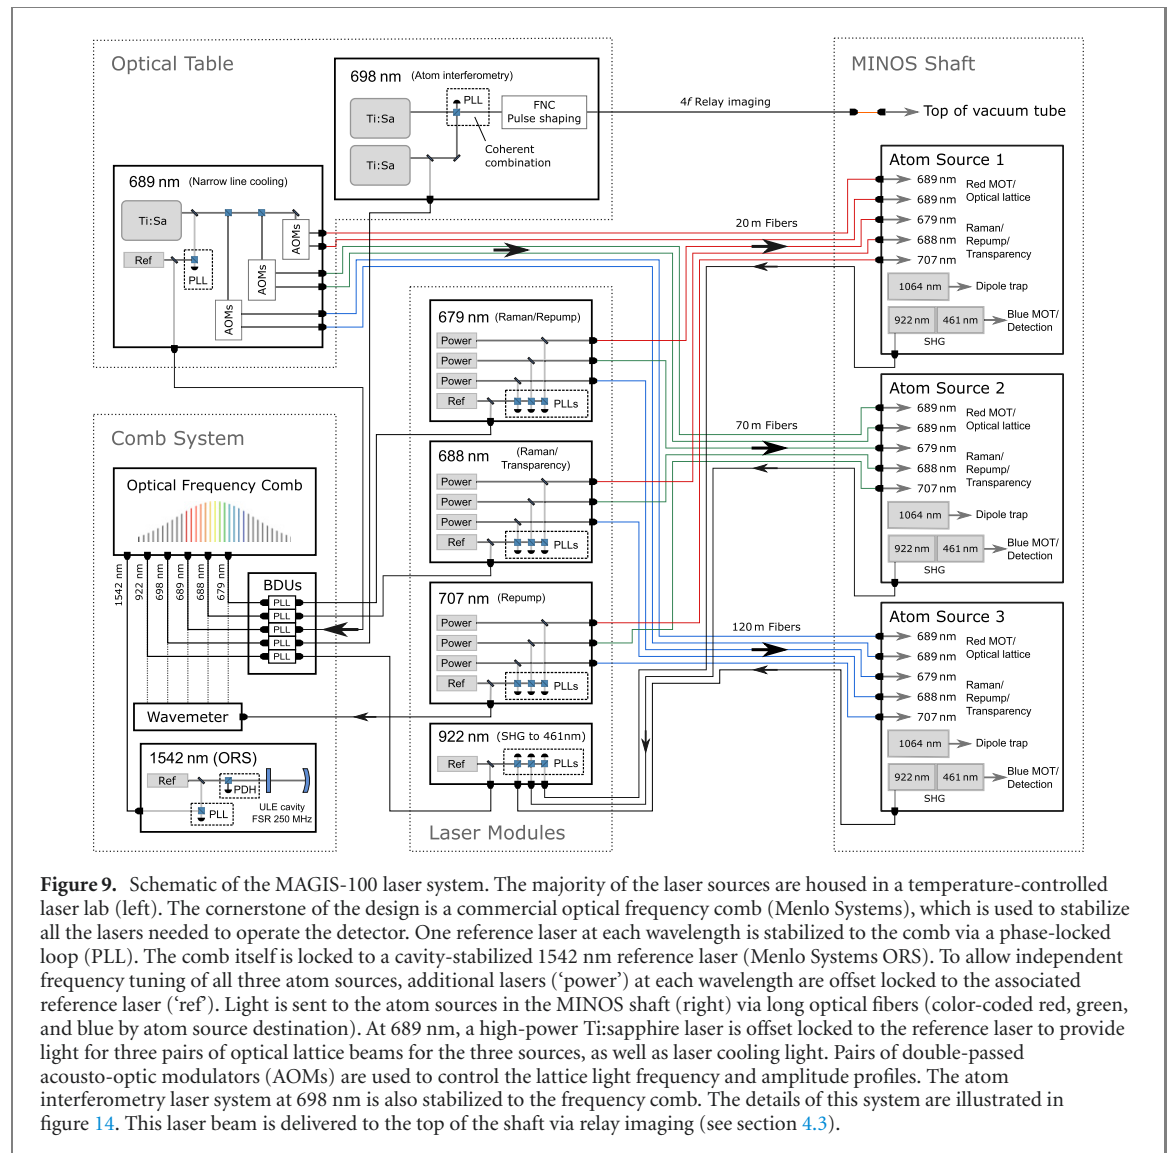 Optical Table
698 nm (Atom interferometry)
Ti:Sa
PLL
FNC
Pulse shaping
Ti:Sa
Coherent
combination
4f Relay imaging
689 nm (Narrow line cooling)
Ti:Sa
Ref
PLL
AOMs
AOMs
AOMs
20 m Fibers
70 m Fibers
120 m Fibers
MINOS Shaft
Top of vacuum tube
Atom Source 1
689 nm
689 nm
Red MOT/
Optical lattice
679 nm
688 nm
707 nm
Raman/
Repump/
Transparency
1064 nm
Dipole trap
922 nm
461 nm
Blue MOT/
Detection
SHG
Atom Source 2
689 nm
689 nm
Red MOT/
Optical lattice
679 nm
688 nm
707 nm
Raman/
Repump/
Transparency
1064 nm
Dipole trap
922 nm
461 nm
Blue MOT/
Detection
SHG
Atom Source 3
689 nm
689 nm
Red MOT/
Optical lattice
679 nm
688 nm
707 nm
Raman/
Repump/
Transparency
1064 nm
Dipole trap
922 nm
461 nm
Blue MOT/
Detection
SHG
679 nm (Raman/Repump)
Power
Power
Power
Ref
PLLs
688 nm (Raman/
Transparency)
Power
Power
Power
Ref
PLLs
707 nm (Repump)
Power
Power
Power
Ref
PLLs
922 nm (SHG to 461nm)
Ref
PLLs
Laser Modules
Comb System
Optical Frequency Comb
1542 nm
922 nm
698 nm
689 nm
688 nm
679 nm
BDUs
PLL
PLL
PLL
PLL
PLL
Wavemeter
1542 nm (ORS)
Ref
PDH
PLL
ULE cavity
FSR 250 MHz
Figure 9. Schematic of the MAGIS-100 laser system. The majority of the laser sources are housed in a temperature-controlled
laser lab (left). The cornerstone of the design is a commercial optical frequency comb (Menlo Systems), which is used to stabilize
all the lasers needed to operate the detector. One reference laser at each wavelength is stabilized to the comb via a phase-locked
loop (PLL). The comb itself is locked to a cavity-stabilized 1542 nm reference laser (Menlo Systems ORS). To allow independent
frequency tuning of all three atom sources, additional lasers (‘power’) at each wavelength are offset locked to the associated
reference laser (‘ref’). Light is sent to the atom sources in the MINOS shaft (right) via long optical fibers (color-coded red, green,
and blue by atom source destination). At 689 nm, a high-power Ti:sapphire laser is offset locked to the reference laser to provide
light for three pairs of optical lattice beams for the three sources, as well as laser cooling light. Pairs of double-passed
acousto-optic modulators (AOMs) are used to control the lattice light frequency and amplitude profiles. The atom
interferometry laser system at 698 nm is also stabilized to the frequency comb. The details of this system are illustrated in
figure 14. This laser beam is delivered to the top of the shaft via relay imaging (see section 4.3).